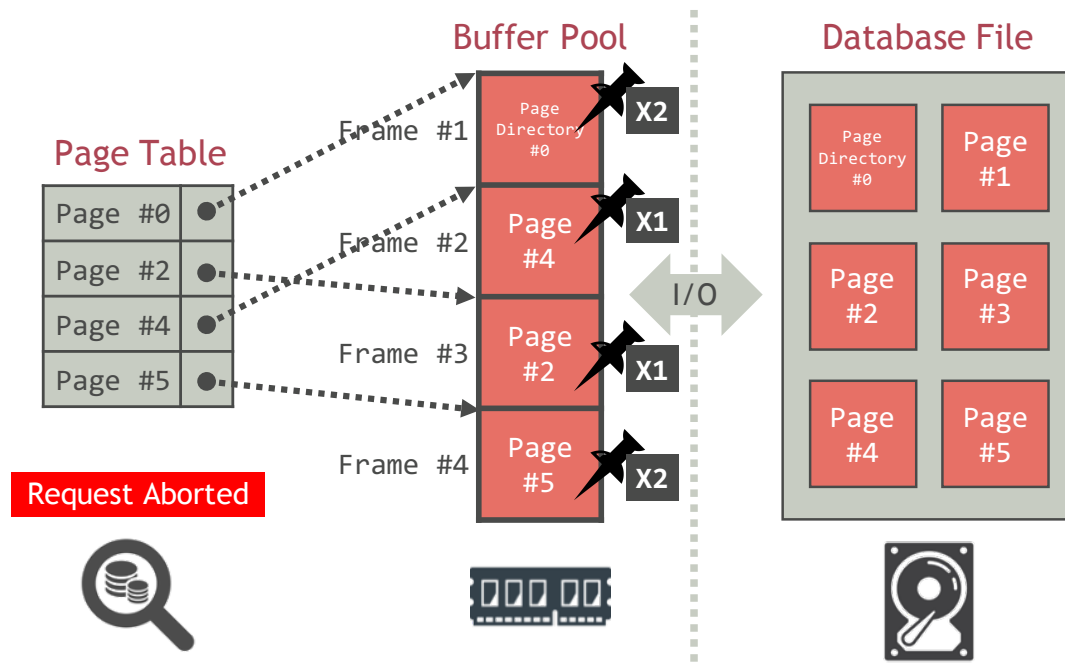 Buffer Pool
Database File
Page Table
Page #0
Page #2
Page #4
Page #5
Request Aborted
Frame #1
Frame #2
Frame #3
Frame #4
Page
Directory
#0
X2
Page
#4
X1
Page
#2
X1
Page
#5
X2
I/O
Page
Directory
#0
Page
#1
Page
#2
Page
#3
Page
#4
Page
#5